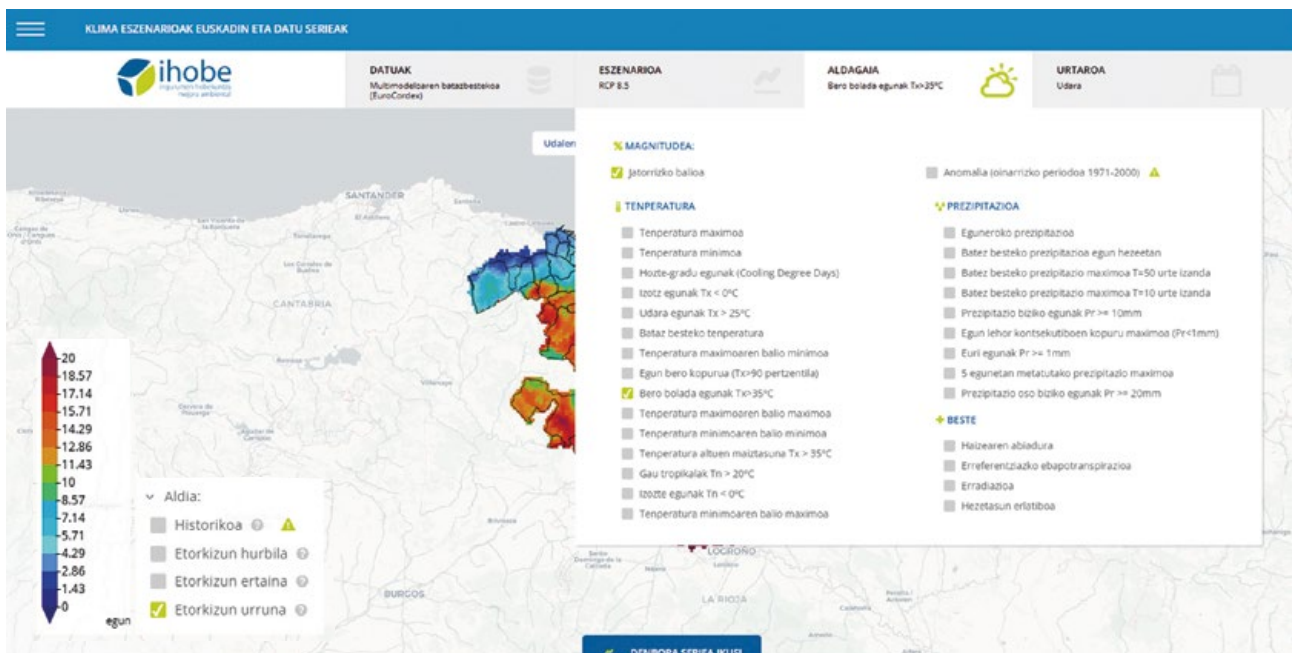 KLIMA ESZENARIOAK EUSKADIN ETA DATU SERIEAK
ihobe
DATUAK
Multimodeloaren batazbestekoa
(EuroCordex)
ESZENARIOA
RCP 8.5
ALDAGAIA
Bero bolada egunak Tx>35ºC
URTAROA
Udara
Udaler
MAGNITUDEA:
Jatorrizko balioa
Anomalia (oinarrizko periodoa 1971-2000)
TENPERATURA
Tenperatura maximoa
Tenperatura minimoa
Hozte-gradu egunak (Cooling Degree Days)
Izotz egunak Tx < 0ºC
Udara egunak Tx > 25ºC
Bataz besteko tenperatura
Tenperatura maximoaren balio minimoa
Egun bero kopurua (Tx>90 pertzentila)
Bero bolada egunak Tx>35ºC
Tenperatura maximoaren balio maximoa
Tenperatura minimoaren balio minimoa
Tenperatura altuen maiztasuna Tx > 35ºC
Gau tropikalak Tn > 20ºC
Izozte egunak Tn < 0ºC
Tenperatura minimoaren balio maximoa
PREZIPITAZIOA
Eguneroko prezipitazioa
Batez besteko prezipitazioa egun hezeetan
Batez besteko prezipitazio maximoa T=50 urte izanda
Batez besteko prezipitazio maximoa T=10 urte izanda
Prezipitazio biziko egunak Pr >= 10mm
Egun lehor kontsekutiboen kopuru maximoa (Pr<1mm)
Euri egunak Pr >= 1mm
5 egunetan metatutako prezipitazio maximoa
Prezipitazio oso biziko egunak Pr >= 20mm
BESTE
Haizearen abiadura
Erreferentziazko ebapotranspirazioa
Erradiazioa
Hezetasun erlatiboa
SANTANDER
CANTABRIA
BURGOS
LOGROÑO
LA RIOJA
20
18.57
17.14
15.71
14.29
12.86
11.43
10
8.57
7.14
5.71
4.29
2.86
1.43
0
egun
Aldia:
Historikoa
Etorkizun hurbila
Etorkizun ertaina
Etorkizun urruna
DENBORA SERIEA IKUSI